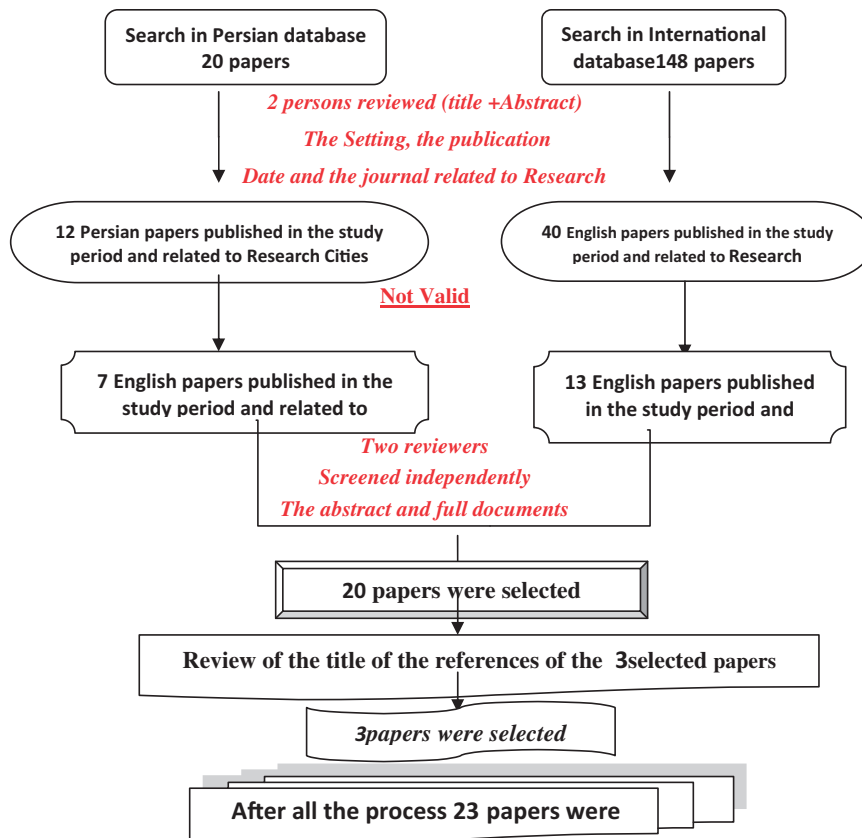 Search in Persian database
20 papers
Search in International
database148 papers
2 persons reviewed (title +Abstract)
The Setting, the publication
Date and the journal related to Research
12 Persian papers published in the study
period and related to Research Cities
40 English papers published in the study
period and related to Research
Not Valid
7 English papers published in the
study period and related to
13 English papers published
in the study period and
Two reviewers
Screened independently
The abstract and full documents
20 papers were selected
Review of the title of the references of the 3selected papers
3papers were selected
After all the process 23 papers were